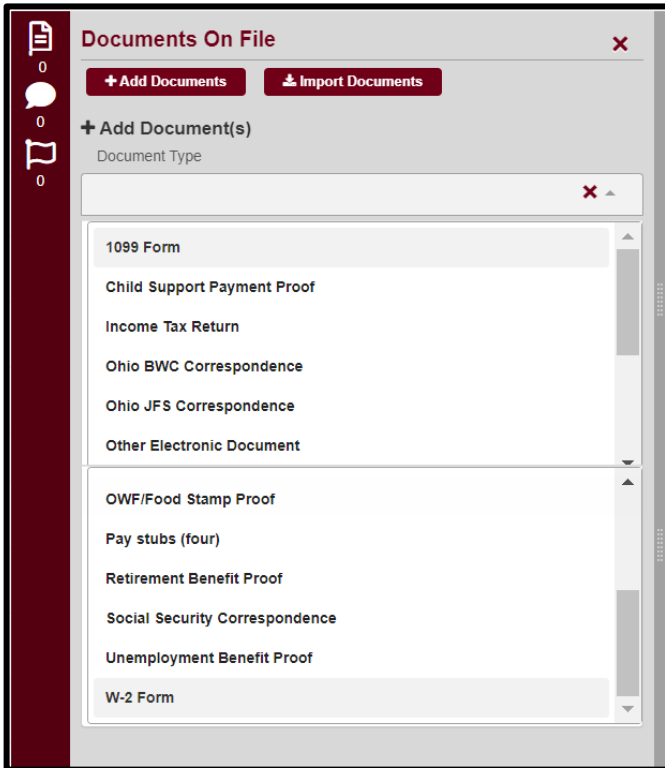 Documents On File
0
0
0
Add Documents
Import Documents
Add Document(s)
Document Type
1099 Form
Child Support Payment Proof
Income Tax Return
Ohio BWC Correspondence
Ohio JFS Correspondence
Other Electronic Document
OWF/Food Stamp Proof
Pay stubs (four)
Retirement Benefit Proof
Social Security Correspondence
Unemployment Benefit Proof
W-2 Form